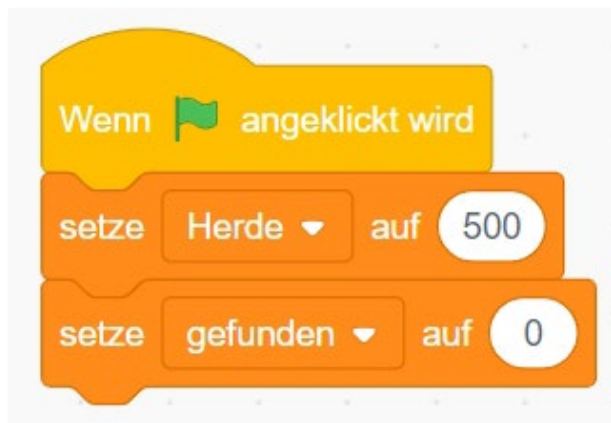 Wenn angeklickt wird
setze Herde auf 500
setze gefunden auf 0